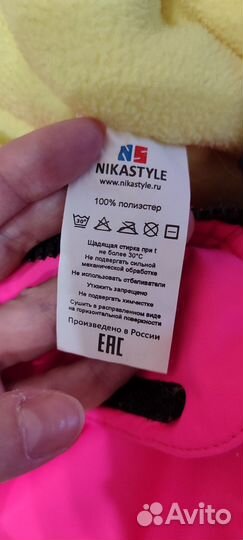 NS
NIKASTYLE
www.nikastyle.ru
100% полиэстер
30°
Щадящая стирка при t
не более 30°С
Не подвергать сильной
механической обработке
Не использовать отбеливатели
Утюжить запрещено
Не подвергать химчистке
Сушить в расправленном виде
на горизонтальной поверхности
Произведено в России
EAC
Avito